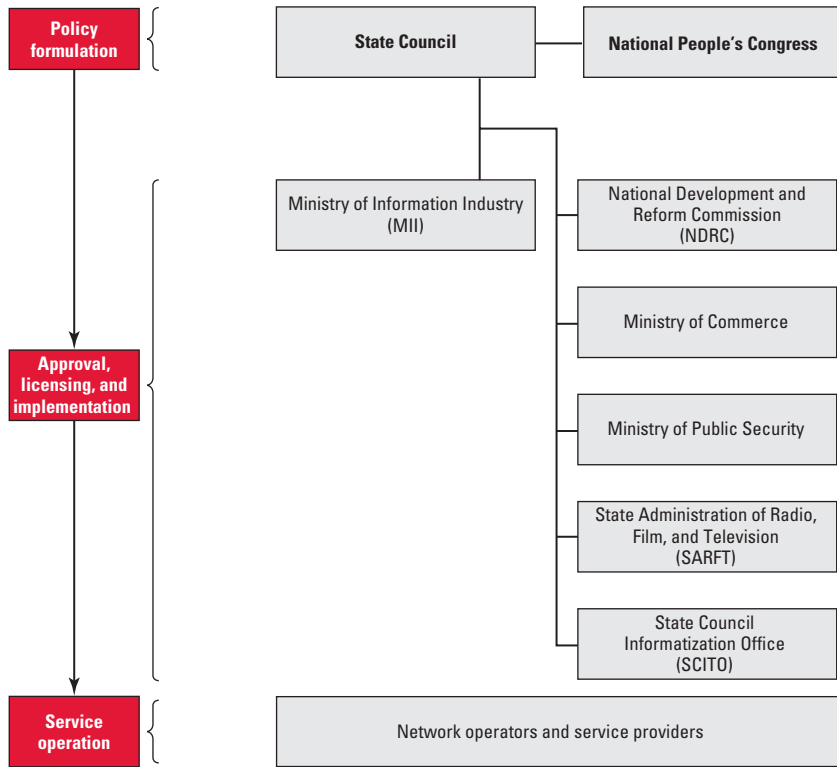 Policy
formulation
State Council
National People's Congress
Ministry of Information Industry
(MII)
National Development and
Reform Commission
(NDRC)
Ministry of Commerce
Approval,
licensing, and
implementation
Ministry of Public Security
State Administration of Radio,
Film, and Television
(SARFT)
State Council
Informatization Office
(SCITO)
Service
operation
Network operators and service providers